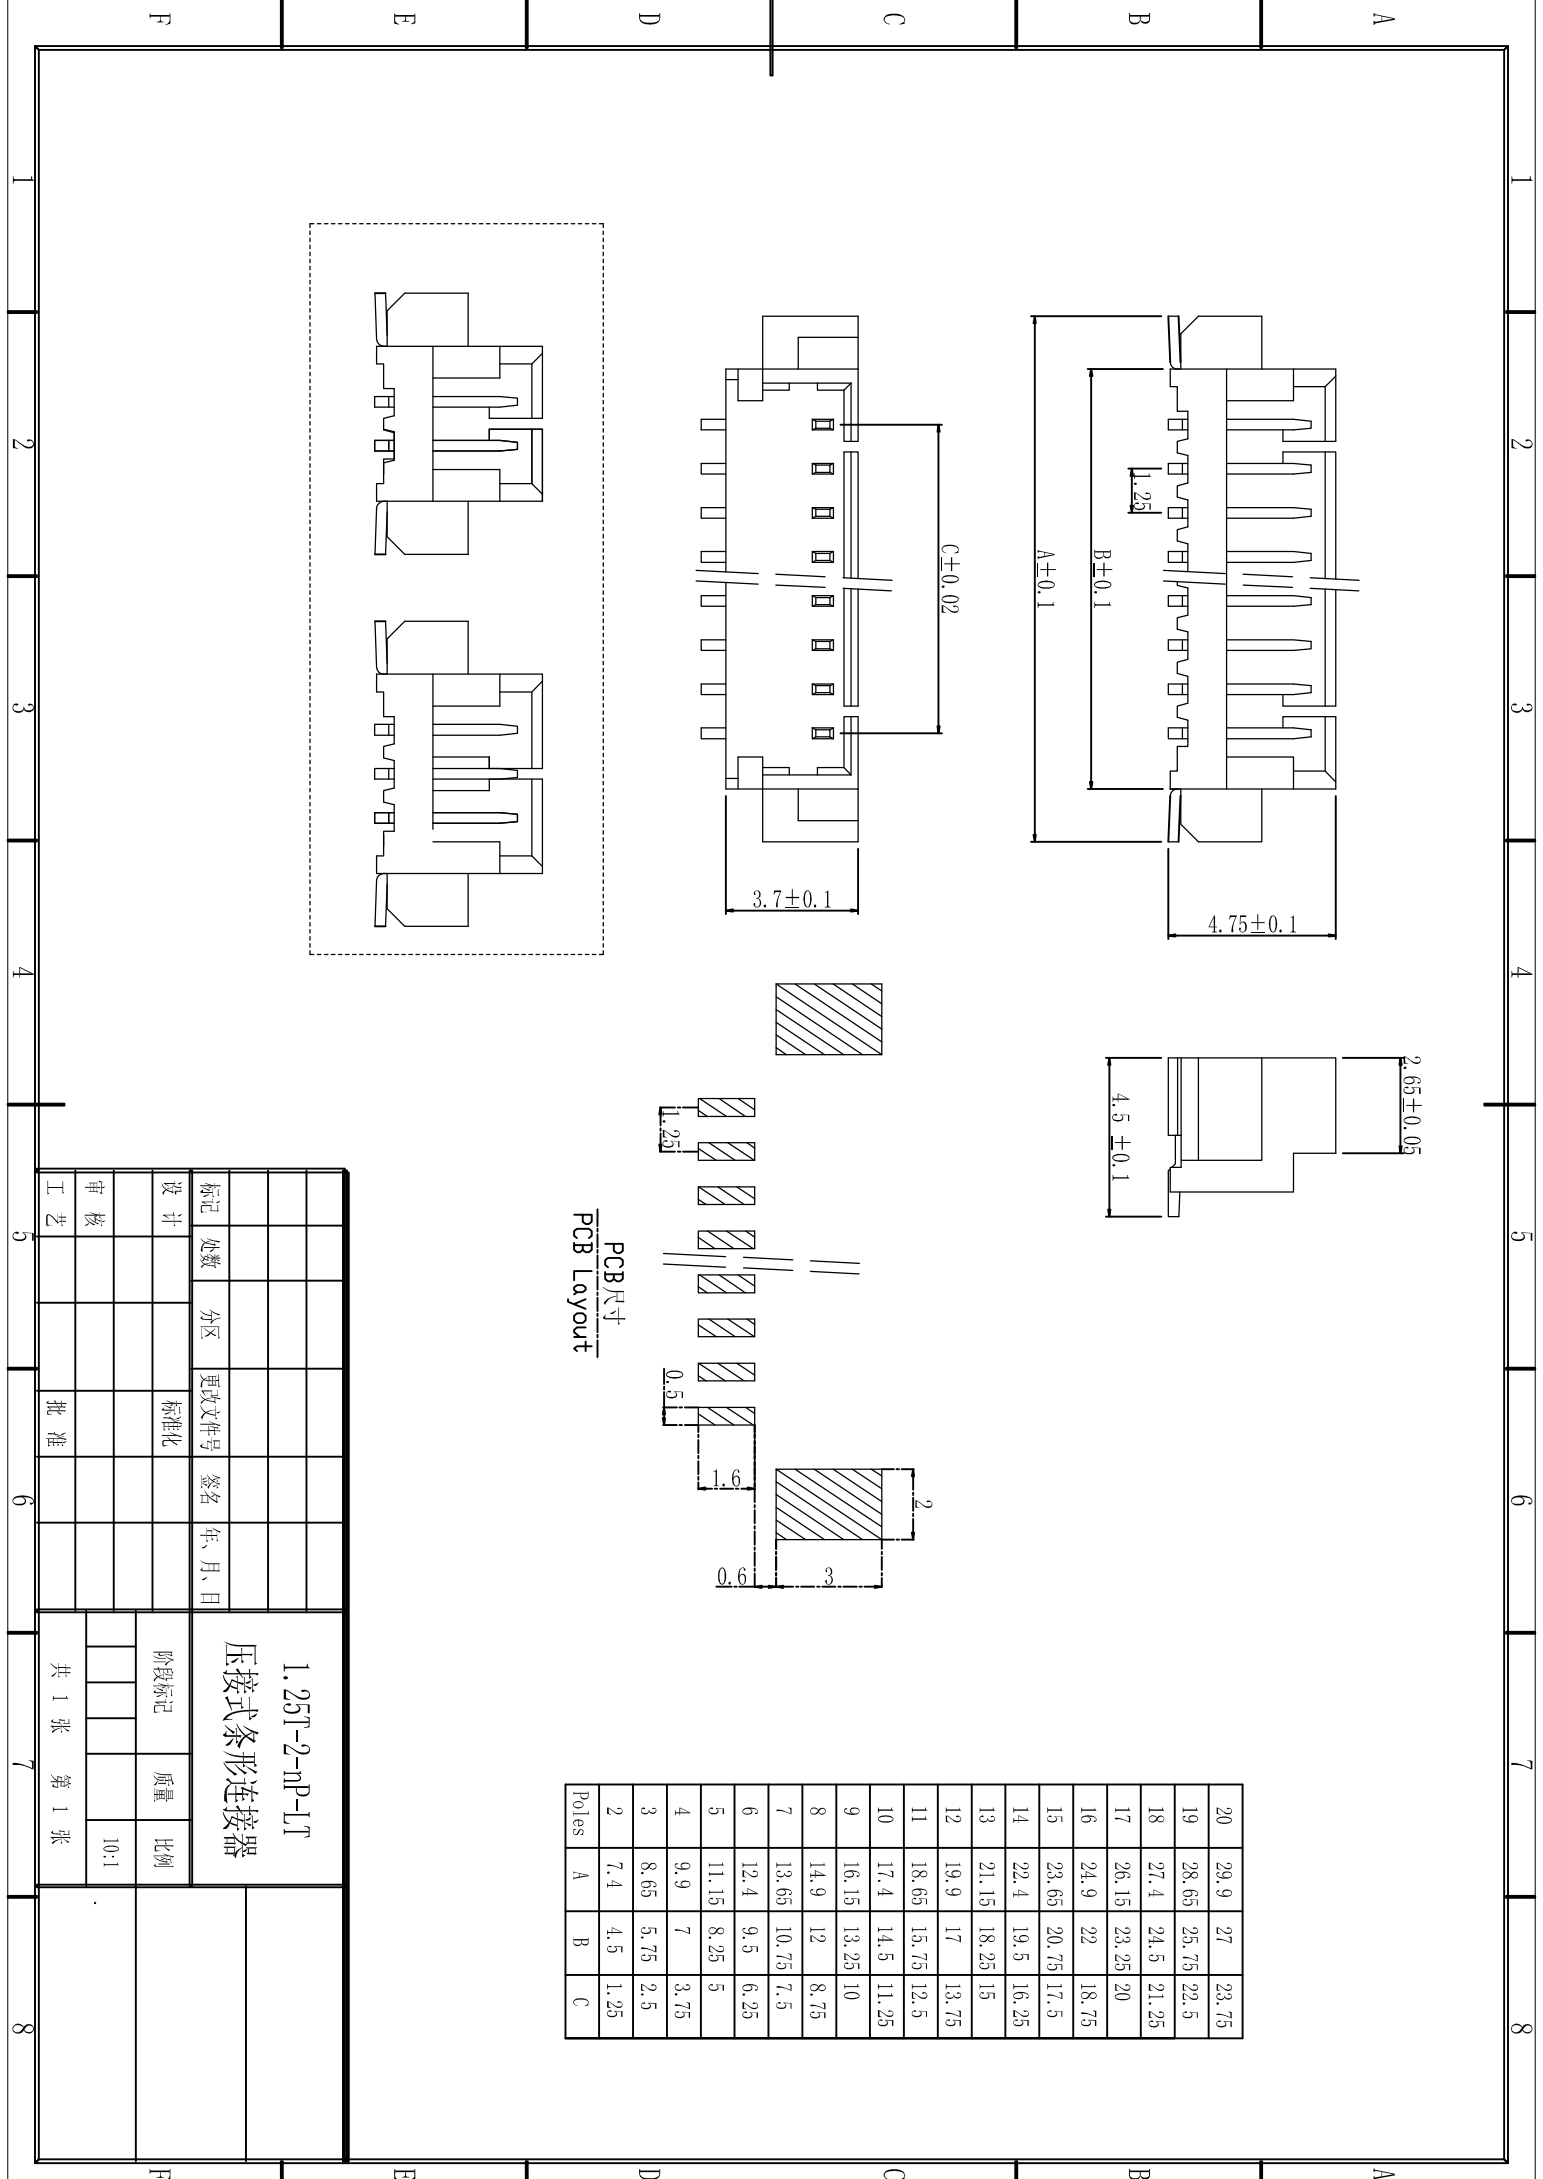 1 2 3 4 5 6 7 8
A
B
C
D
E
F
4.75±0.1
1.25
B±0.1
A±0.1
2.65±0.05
4.5 ±0.1
C±0.02
3.7±0.1
2
3
0.6
1.6
0.5
1.25
PCB尺寸
PCB Layout
20 29.9 27 23.75
19 28.65 25.75 22.5
18 27.4 24.5 21.25
17 26.15 23.25 20
16 24.9 22 18.75
15 23.65 20.75 17.5
14 22.4 19.5 16.25
13 21.15 18.25 15
12 19.9 17 13.75
11 18.65 15.75 12.5
10 17.4 14.5 11.25
9 16.15 13.25 10
8 14.9 12 8.75
7 13.65 10.75 7.5
6 12.4 9.5 6.25
5 11.15 8.25 5
4 9.9 7 3.75
3 8.65 5.75 2.5
2 7.4 4.5 1.25
Poles A B C
1.25T-2-nP-LT
压接式条形连接器
标记 处数 分区 更改文件号 签名 年、月、日
设 计 标准化
审 核
工 艺 批 准
阶段标记 质量 比例
10:1
共 1 张 第 1 张
A
B
C
D
E
F
1 2 3 4 5 6 7 8